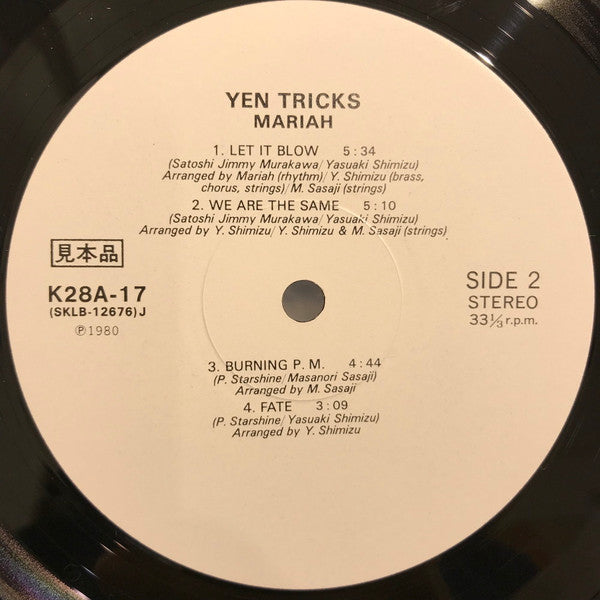 YEN TRICKS
MARIAH
1. LET IT BLOW 5:34
(Satoshi Jimmy Murakawa/Yasuaki Shimizu)
Arranged by Mariah (rhythm)/Y. Shimizu (brass,
chorus, strings)/M. Sasaji (strings)
2. WE ARE THE SAME 5:10
(Satoshi Jimmy Murakawa/Yasuaki Shimizu)
Arranged by Y. Shimizu/Y. Shimizu & M. Sasaji (strings)
見本品
K28A-17
(SKLB-12676) J
Ⓟ1980
SIDE 2
STEREO
33⅓ r.p.m.
3. BURNING P. M. 4:44
(P. Starshine/Masanori Sasaji)
Arranged by M. Sasaji
4. FATE 3:09
(P. Starshine/Yasuaki Shimizu)
Arranged by Y. Shimizu